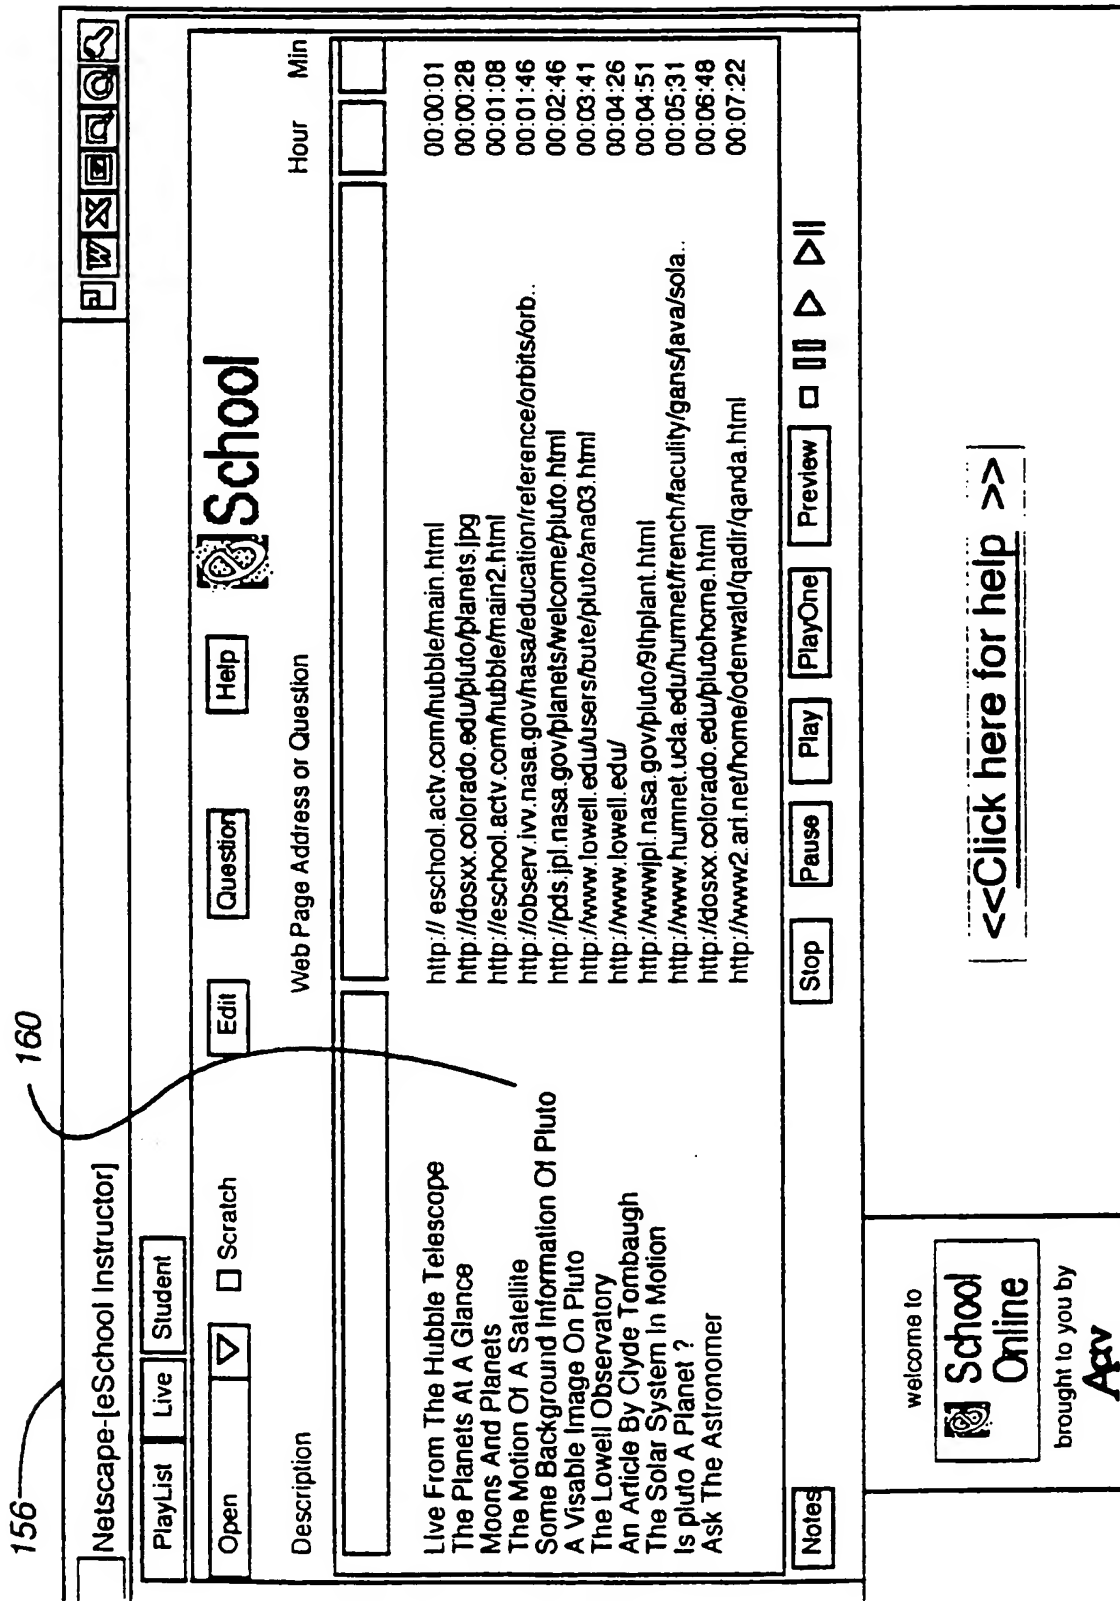 156
160
Netscape-[eSchool Instructor]
PlayList Live Student
Open Scratch Edit Question Help School
Description Web Page Address or Question Hour Min
Live From The Hubble Telescope http:// eschool.actv.com/hubble/main.html 00:00:01
The Planets At A Glance http://dosxx.colorado.edu/pluto/planets.jpg 00:00:28
Moons And Planets http://eschool.actv.com/hubble/main2.html 00:01:08
The Motion Of A Satellite http://observ.ivv.nasa.gov/nasa/education/reference/orbits/orb.. 00:01:46
Some Background Information Of Pluto http://pds.jpl.nasa.gov/planets/welcome/pluto.html 00:02:46
A Visable Image On Pluto http://www.lowell.edu/users/bute/pluto/ana03.html 00:03:41
The Lowell Observatory http://www.lowell.edu/ 00:04:26
An Article By Clyde Tombaugh http://wwwjpl.nasa.gov/pluto/9thplant.html 00:04:51
The Solar System In Motion http://www.humnet.ucla.edu/humnet/french/faculity/gans/java/sola.. 00:05:31
Is pluto A Planet ? http://dosxx.colorado.edu/plutohome.html 00:06:48
Ask The Astronomer http://www2.ari.net/home/odenwald/qadir/qanda.html 00:07:22
Notes Stop Pause Play PlayOne Preview
welcome to
School
Online
brought to you by
Actv
<<Click here for help >>